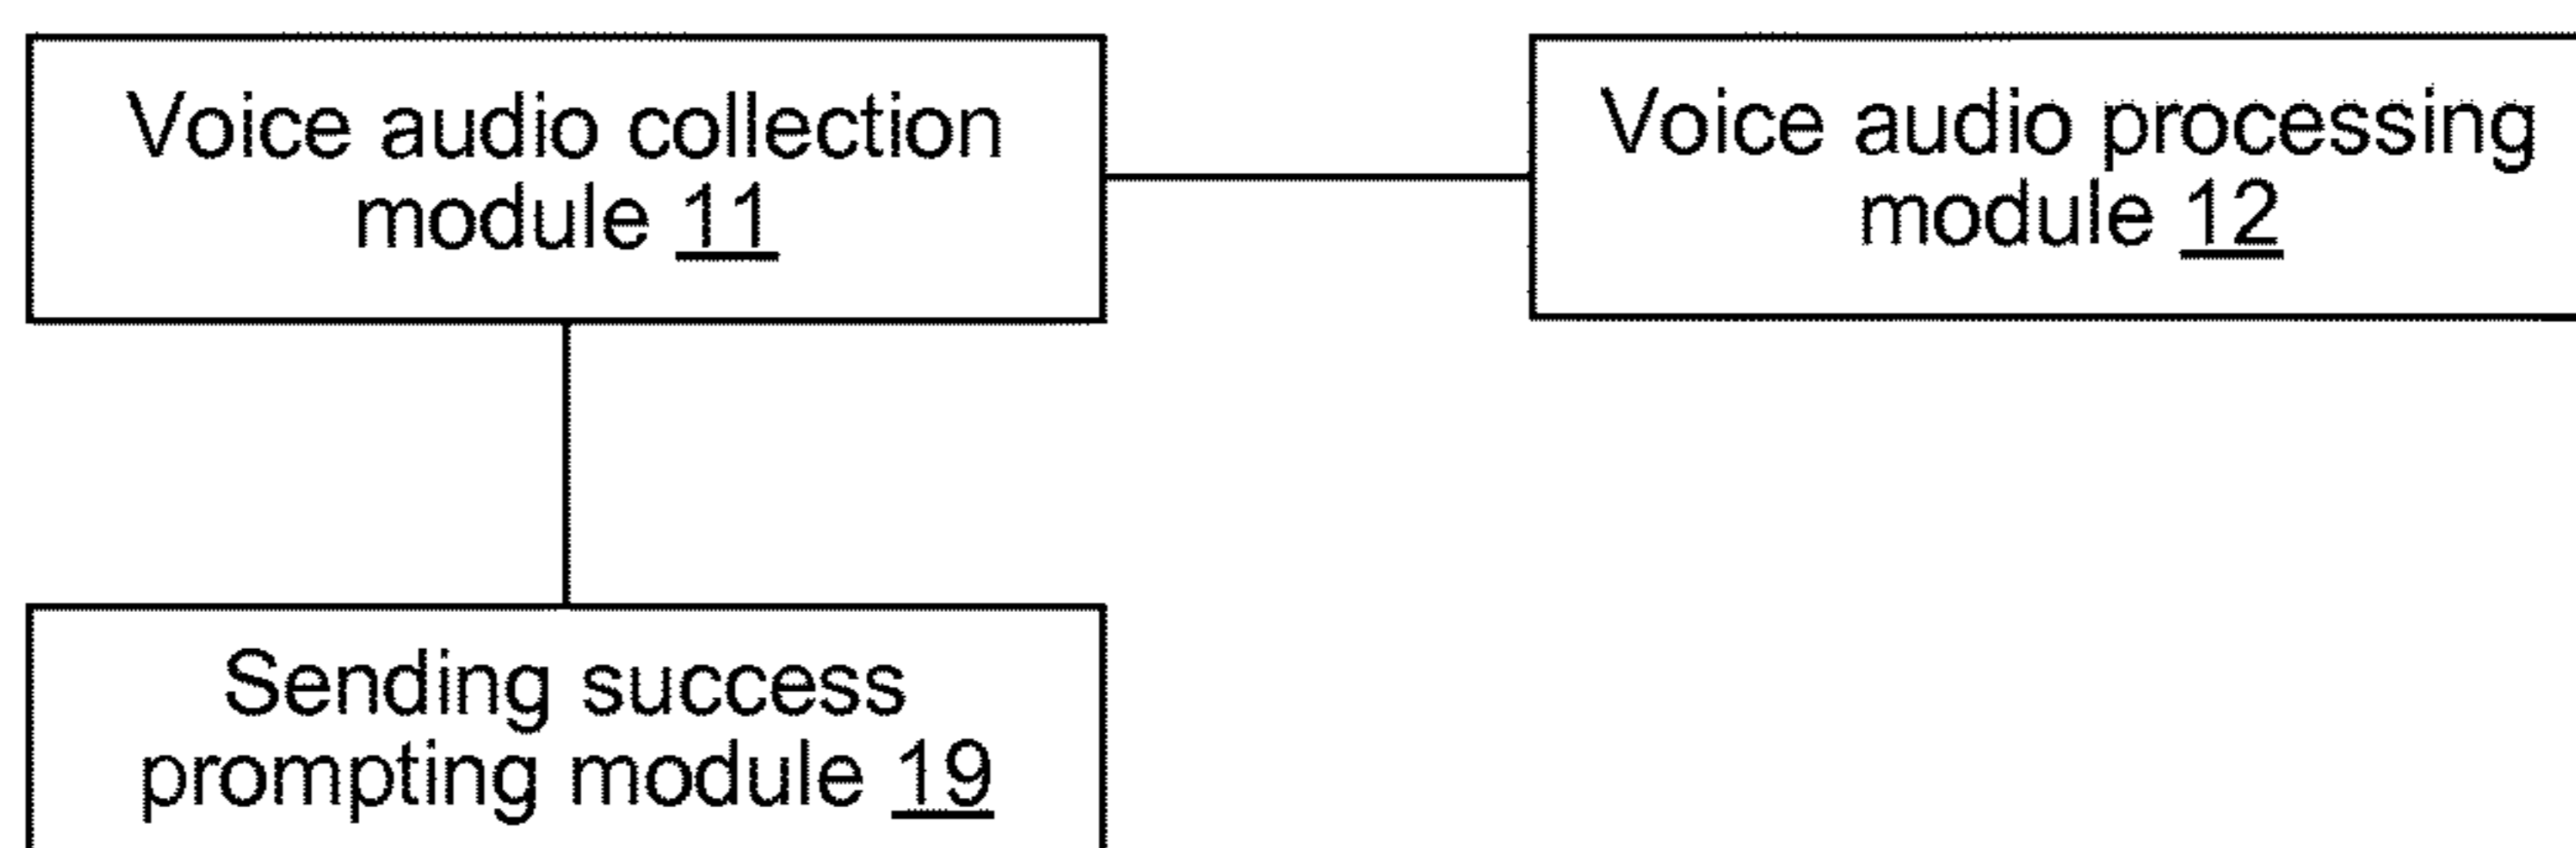 Voice audio collection
module 11
Voice audio processing
module 12
Sending success
prompting module 19